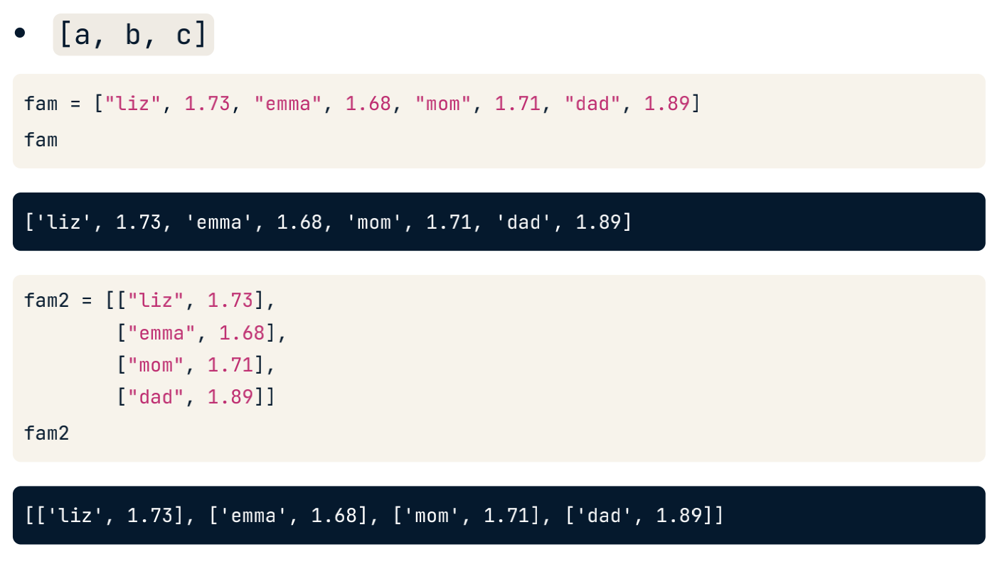 • [a, b, c]
fam = ["liz", 1.73, "emma", 1.68, "mom", 1.71, "dad", 1.89]
fam
['liz', 1.73, 'emma', 1.68, 'mom', 1.71, 'dad', 1.89]
fam2 = [["liz", 1.73],
        ["emma", 1.68],
        ["mom", 1.71],
        ["dad", 1.89]]
fam2
[['liz', 1.73], ['emma', 1.68], ['mom', 1.71], ['dad', 1.89]]